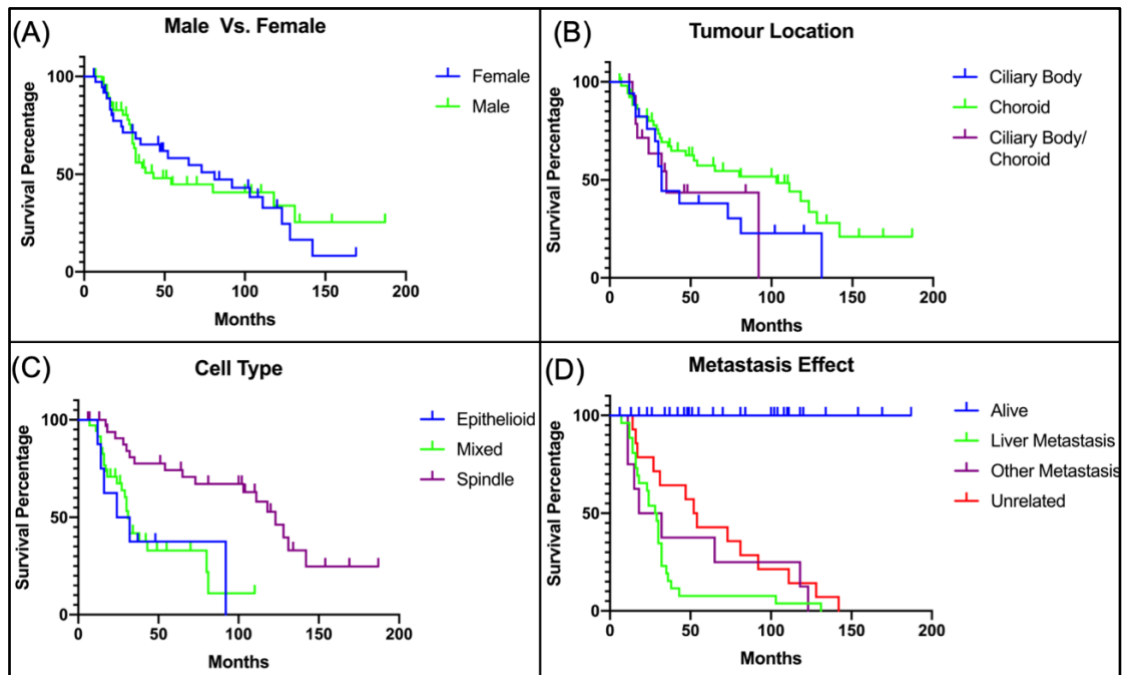 (A)
Male Vs. Female
Survival Percentage
100
50
0
0 50 100 150 200
Months
Female
Male
(B)
Tumour Location
Survival Percentage
100
50
0
0 50 100 150 200
Months
Ciliary Body
Choroid
Ciliary Body/
Choroid
(C)
Cell Type
Survival Percentage
100
50
0
0 50 100 150 200
Months
Epithelioid
Mixed
Spindle
(D)
Metastasis Effect
Survival Percentage
100
50
0
0 50 100 150 200
Months
Alive
Liver Metastasis
Other Metastasis
Unrelated